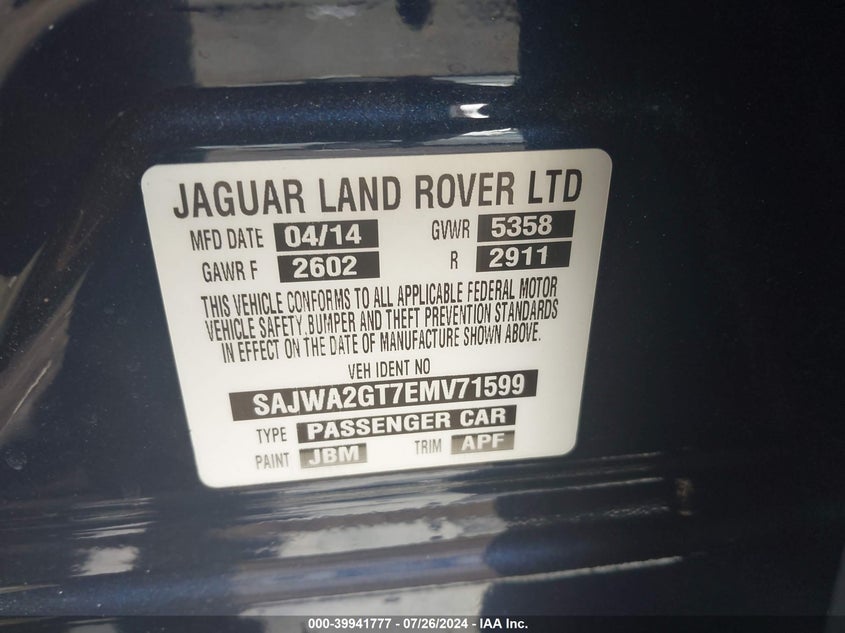 JAGUAR LAND ROVER LTD
MFD DATE 04/14 GVWR 5358
GAWR F 2602 R 2911
THIS VEHICLE CONFORMS TO ALL APPLICABLE FEDERAL MOTOR
VEHICLE SAFETY, BUMPER AND THEFT PREVENTION STANDARDS
IN EFFECT ON THE DATE OF MANUFACTURE SHOWN ABOVE.
VEH IDENT NO
SAJWA2GT7EMV71599
TYPE PASSENGER CAR
PAINT JBM TRIM APF
000-39941777 - 07/26/2024 - IAA Inc.